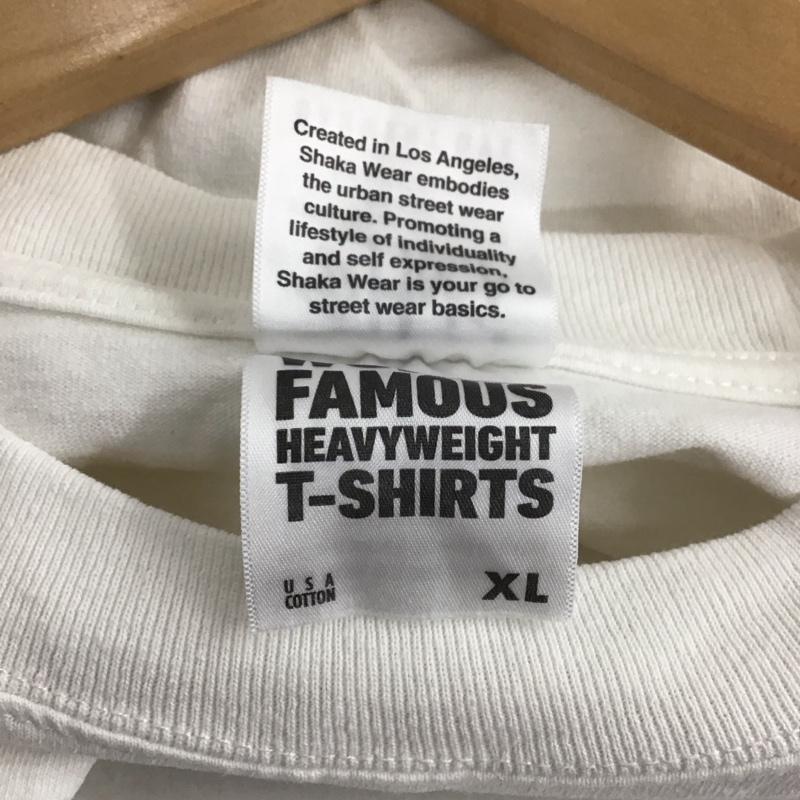 Created in Los Angeles,
Shaka Wear embodies
the urban street wear
culture. Promoting a
lifestyle of individuality
and self expression.
Shaka Wear is your go to
street wear basics.
FAMOUS
HEAVYWEIGHT
T-SHIRTS
USA
COTTON
XL